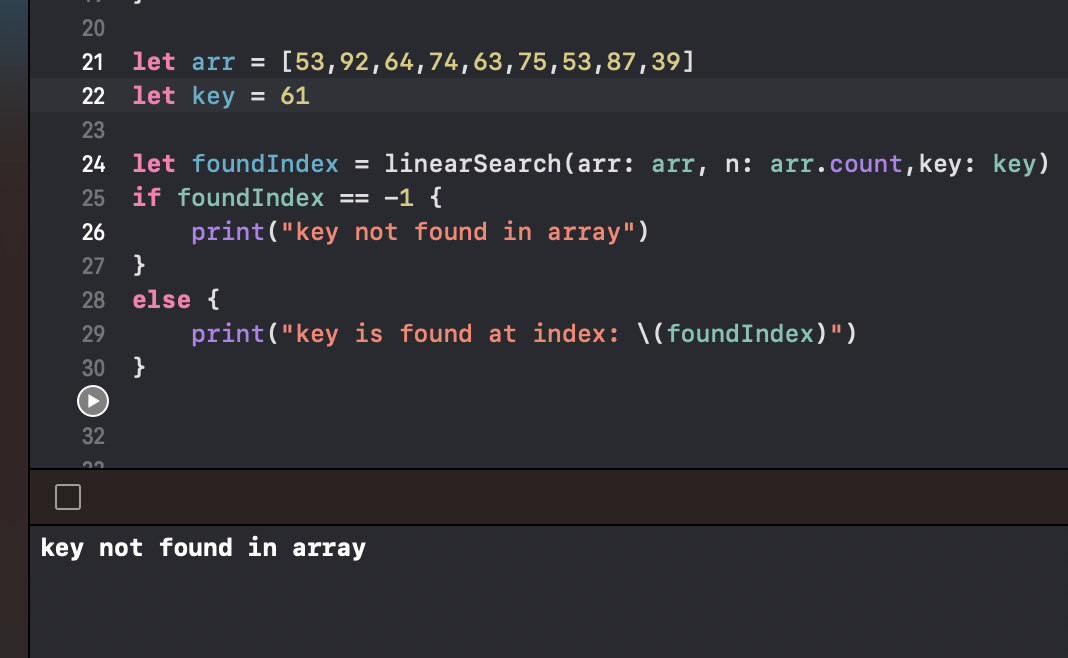 20
21 let arr = [53,92,64,74,63,75,53,87,39]
22 let key = 61
23
24 let foundIndex = linearSearch(arr: arr, n: arr.count,key: key)
25 if foundIndex == -1 {
26     print("key not found in array")
27 }
28 else {
29     print("key is found at index: \(foundIndex)")
30 }
32
key not found in array